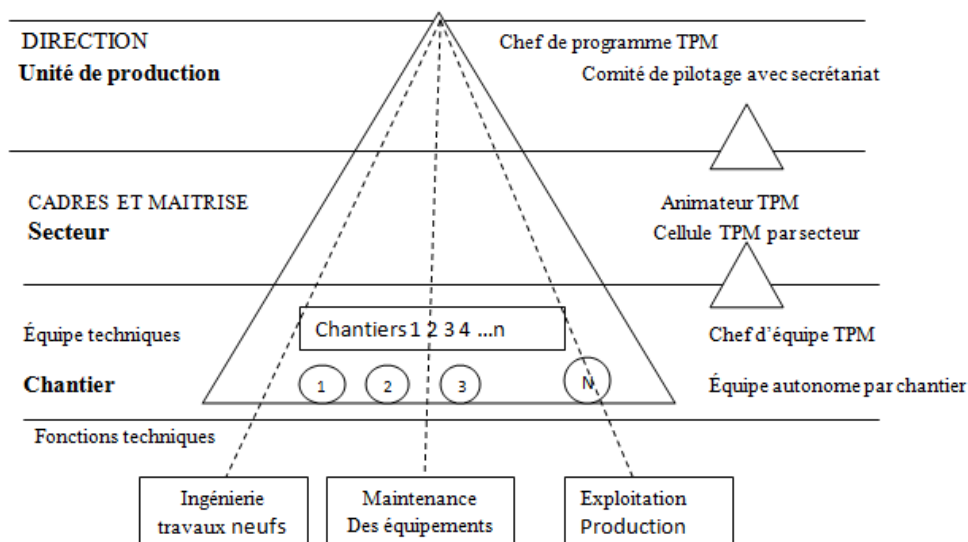 DIRECTION
Unité de production
Chef de programme TPM
Comité de pilotage avec secrétariat
CADRES ET MAITRISE
Secteur
Animateur TPM
Cellule TPM par secteur
Équipe techniques
Chantiers 1 2 3 4 ...n
Chef d'équipe TPM
Chantier
1
2
3
N
Équipe autonome par chantier
Fonctions techniques
Ingénierie
travaux neufs
Maintenance
Des équipements
Exploitation
Production